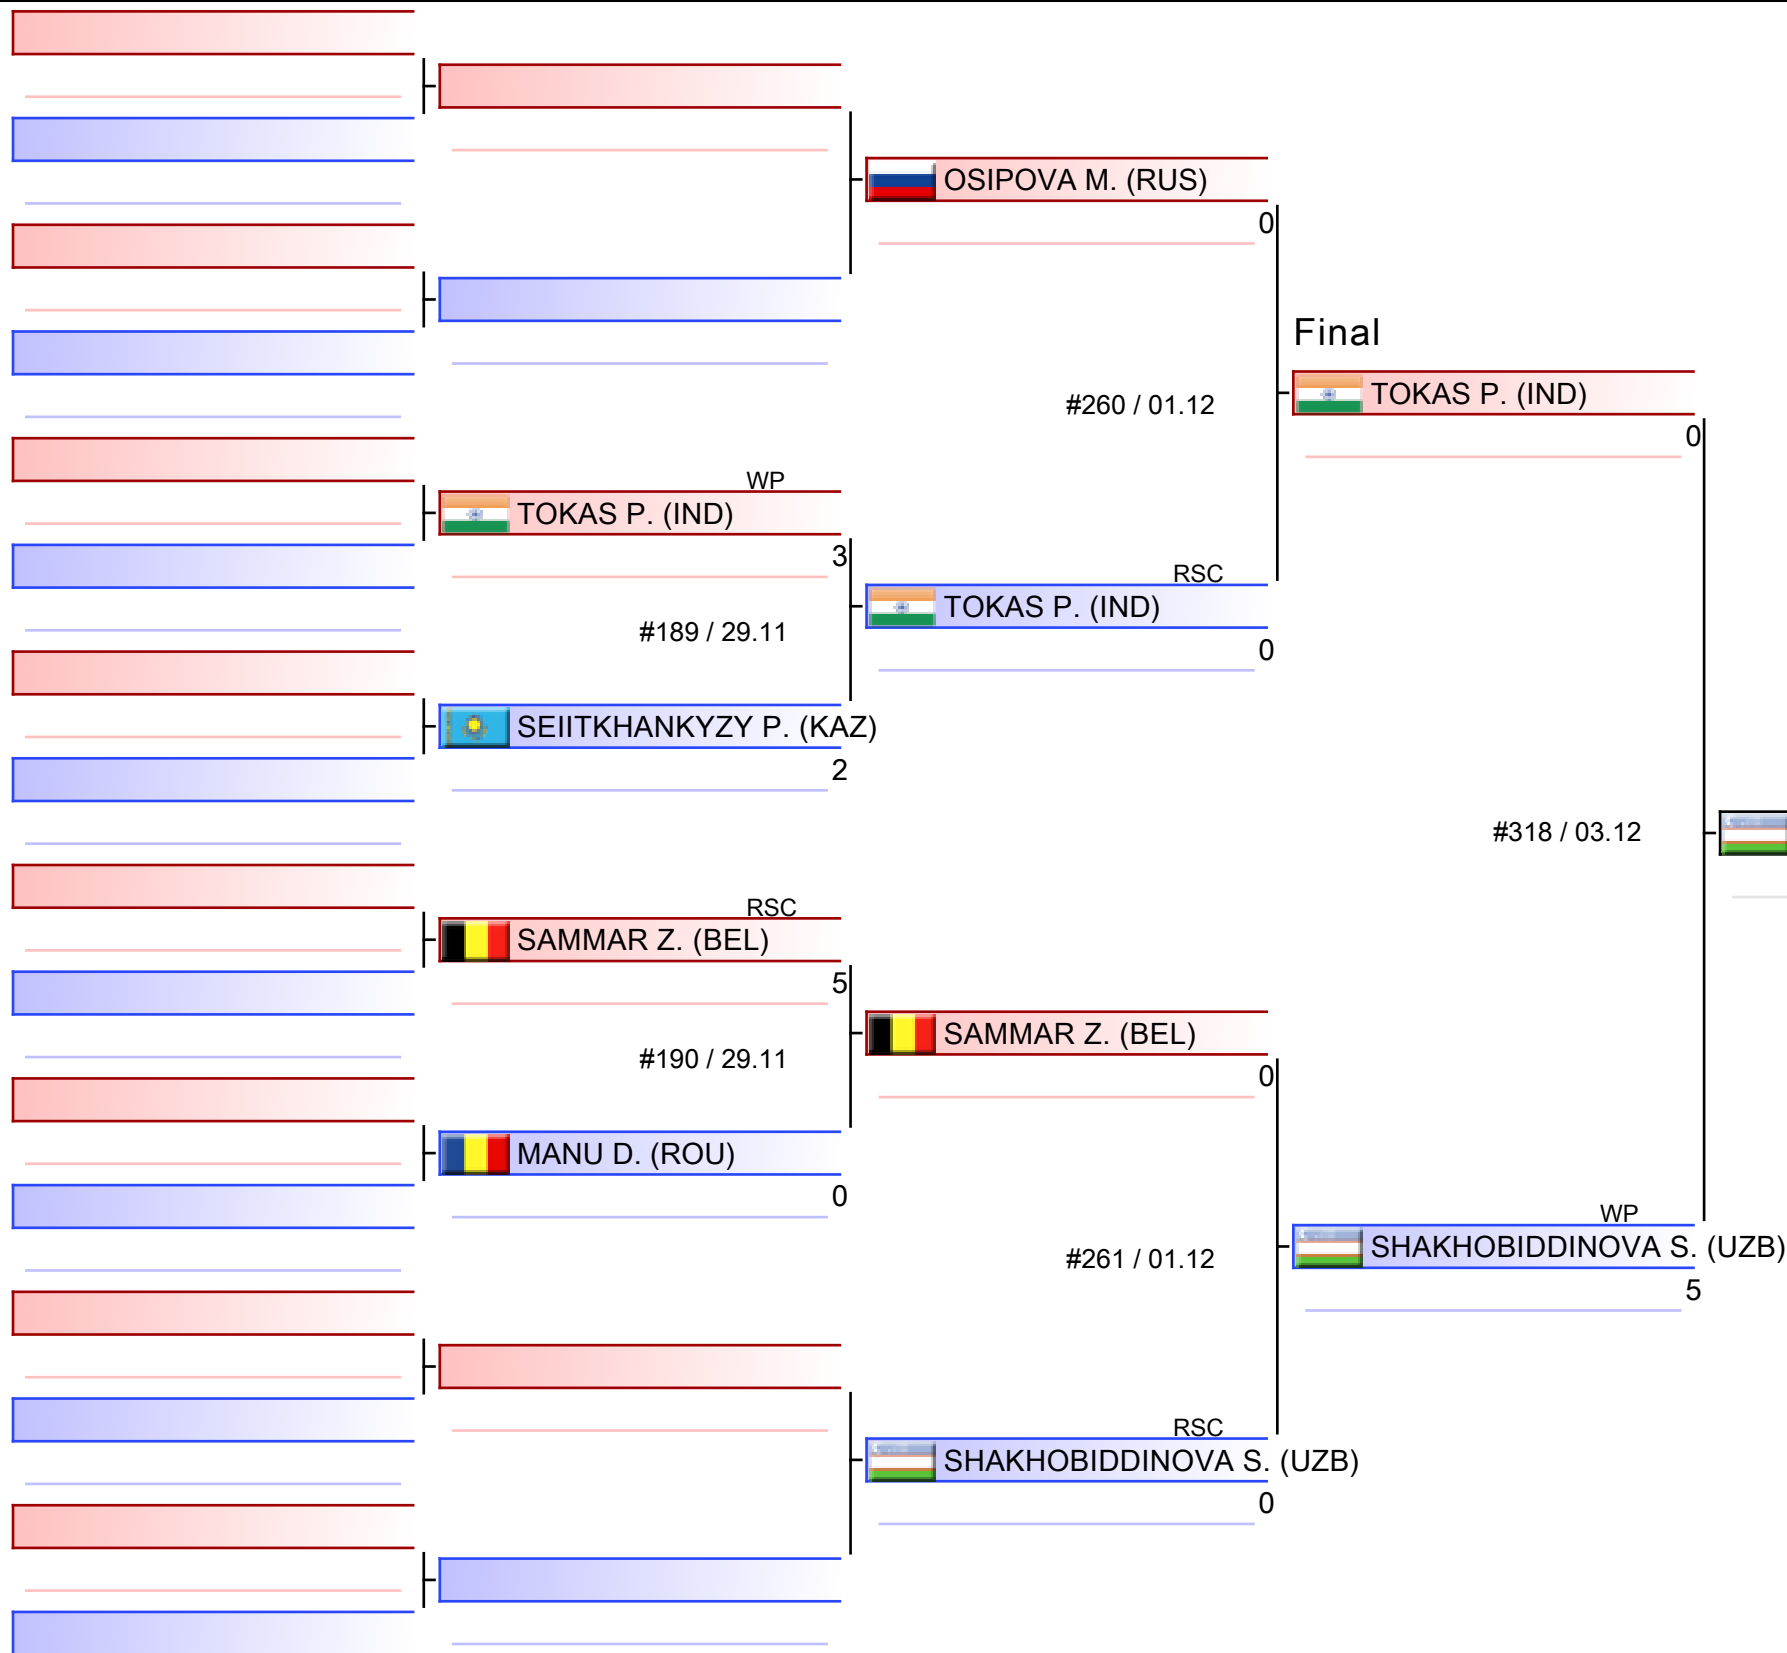 OSIPOVA M. (RUS)
0
Final
#260 / 01.12
TOKAS P. (IND)
0
WP
TOKAS P. (IND)
3
RSC
TOKAS P. (IND)
0
#189 / 29.11
SEIITKHANKYZY P. (KAZ)
2
#318 / 03.12
RSC
SAMMAR Z. (BEL)
5
SAMMAR Z. (BEL)
0
#190 / 29.11
MANU D. (ROU)
0
#261 / 01.12
WP
SHAKHOBIDDINOVA S. (UZB)
5
RSC
SHAKHOBIDDINOVA S. (UZB)
0